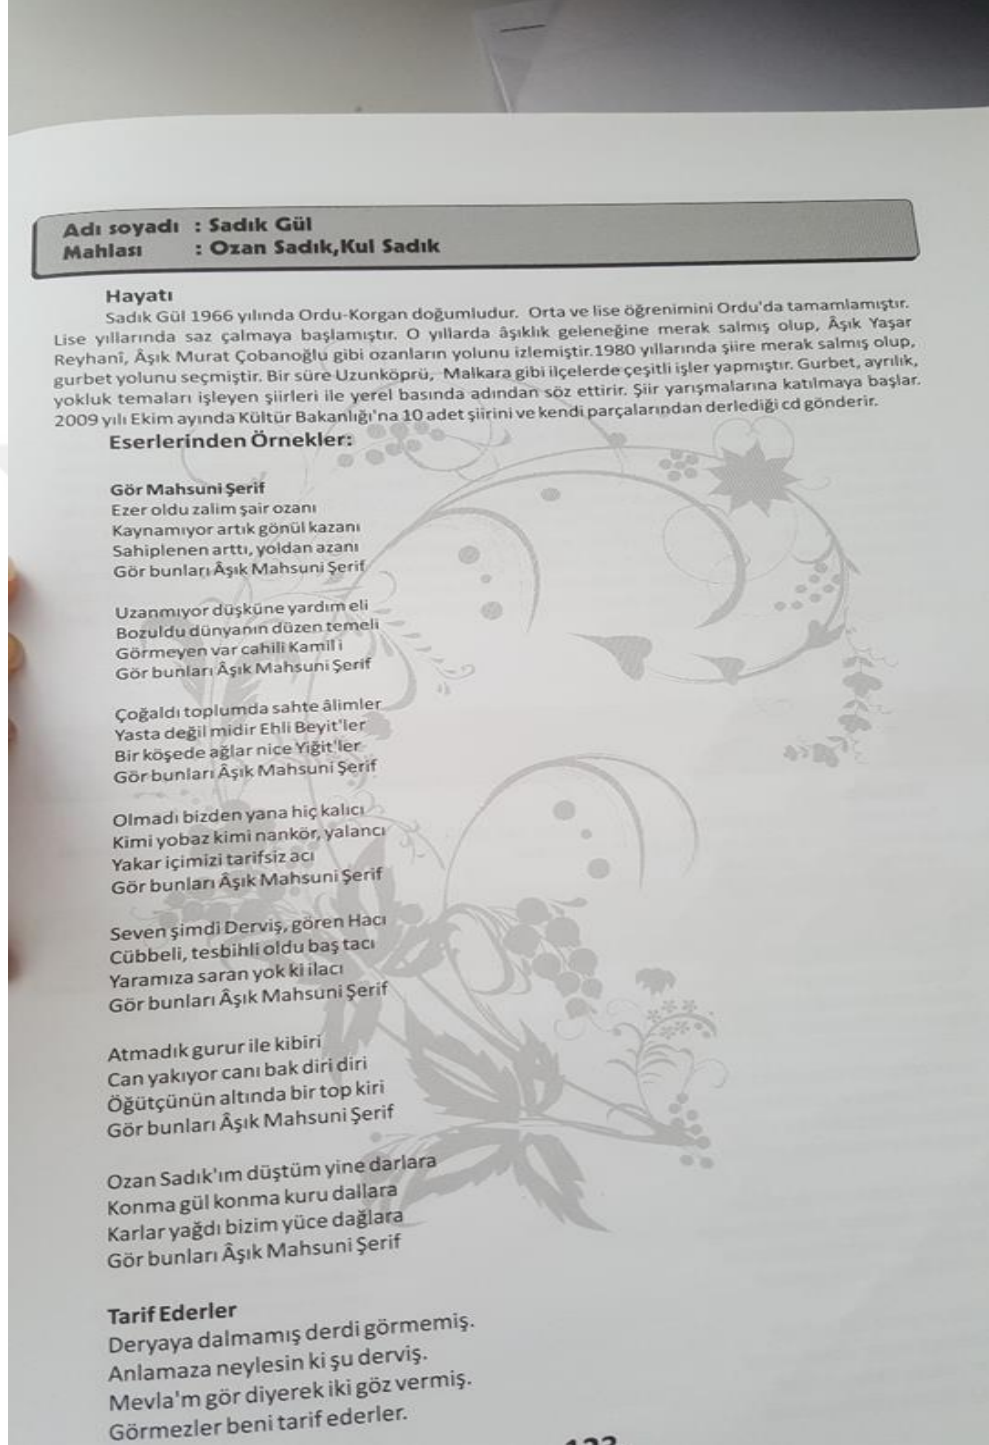 Adı soyadı : Sadık Gül
Mahlası : Ozan Sadık,Kul Sadık
Hayatı
Sadık Gül 1966 yılında Ordu-Korgan doğumludur. Orta ve lise öğrenimini Ordu'da tamamlamıştır.
Lise yıllarında saz çalmaya başlamıştır. O yıllarda âşıklık geleneğine merak salmış olup, Âşık Yaşar
Reyhanî, Âşık Murat Çobanoğlu gibi ozanların yolunu izlemiştir.1980 yıllarında şiire merak salmış olup,
gurbet yolunu seçmiştir. Bir süre Uzunköprü, Malkara gibi ilçelerde çeşitli işler yapmıştır. Gurbet, ayrılık,
yokluk temaları işleyen şiirleri ile yerel basında adından söz ettirir. Şiir yarışmalarına katılmaya başlar.
2009 yılı Ekim ayında Kültür Bakanlığı'na 10 adet şiirini ve kendi parçalarından derlediği cd gönderir.
Eserlerinden Örnekler:
Gör Mahsuni Şerif
Ezer oldu zalim şair ozanı
Kaynamıyor artık gönül kazanı
Sahiplenen arttı, yoldan azanı
Gör bunları Âşık Mahsuni Şerif
Uzanmıyor düşküne yardım eli
Bozuldu dünyanın düzen temeli
Görmeyen var cahili Kamil'i
Gör bunları Âşık Mahsuni Şerif
Çoğaldı toplumda sahte âlimler
Yasta değil midir Ehli Beyit'ler
Bir köşede ağlar nice Yiğit'ler
Gör bunları Âşık Mahsuni Şerif
Olmadı bizden yana hiç kalıcı
Kimi yobaz kimi nankör, yalancı
Yakar içimizi tarifsiz acı
Gör bunları Âşık Mahsuni Şerif
Seven şimdi Derviş, gören Hacı
Cübbeli, tesbihli oldu baş tacı
Yaramıza saran yok ki ilacı
Gör bunları Âşık Mahsuni Şerif
Atmadık gurur ile kibiri
Can yakıyor canı bak diri diri
Öğütçünün altında bir top kiri
Gör bunları Âşık Mahsuni Şerif
Ozan Sadık'ım düştüm yine darlara
Konma gül konma kuru dallara
Karlar yağdı bizim yüce dağlara
Gör bunları Âşık Mahsuni Şerif
Tarif Ederler
Deryaya dalmamış derdi görmemiş.
Anlamaza neylesin ki şu derviş.
Mevla'm gör diyerek iki göz vermiş.
Görmezler beni tarif ederler.